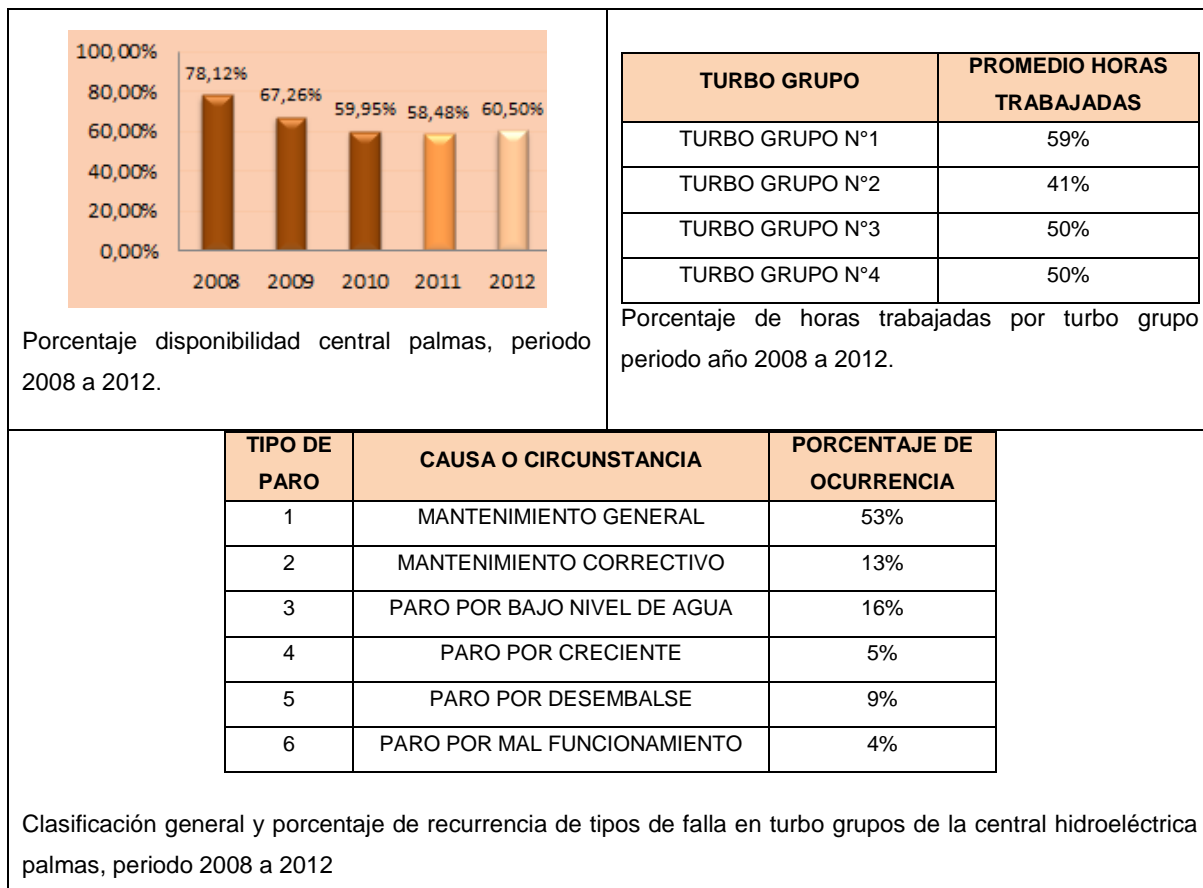 100,00%
80,00%
60,00%
40,00%
20,00%
0,00%
78,12%
67,26%
59,95%
58,48%
60,50%
2008 2009 2010 2011 2012
Porcentaje disponibilidad central palmas, periodo
2008 a 2012.
TURBO GRUPO PROMEDIO HORAS TRABAJADAS
TURBO GRUPO N°1 59%
TURBO GRUPO N°2 41%
TURBO GRUPO N°3 50%
TURBO GRUPO N°4 50%
Porcentaje de horas trabajadas por turbo grupo
periodo año 2008 a 2012.
TIPO DE PARO CAUSA O CIRCUNSTANCIA PORCENTAJE DE OCURRENCIA
1 MANTENIMIENTO GENERAL 53%
2 MANTENIMIENTO CORRECTIVO 13%
3 PARO POR BAJO NIVEL DE AGUA 16%
4 PARO POR CRECIENTE 5%
5 PARO POR DESEMBALSE 9%
6 PARO POR MAL FUNCIONAMIENTO 4%
Clasificación general y porcentaje de recurrencia de tipos de falla en turbo grupos de la central hidroeléctrica
palmas, periodo 2008 a 2012